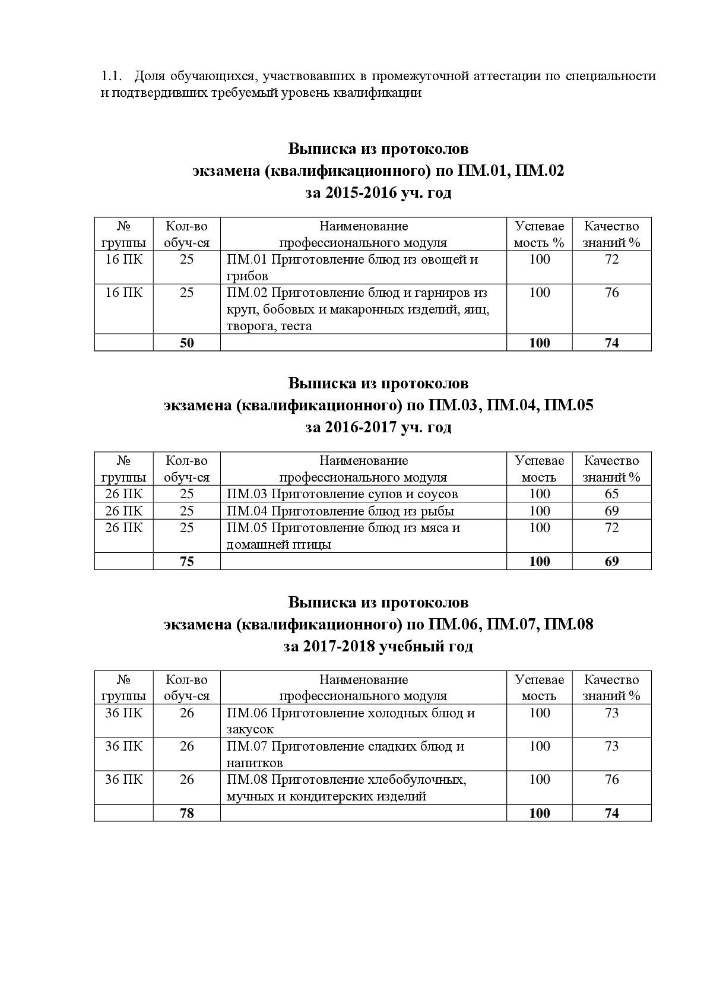 1.1. Доля обучающихся, участвовавших в промежуточной аттестации по специальности
и подтвердивших требуемый уровень квалификации
Выписка из протоколов
экзамена (квалификационного) по ПМ.01, ПМ.02
за 2015-2016 уч. год
№ группы Кол-во обуч-ся Наименование профессионального модуля Успевае мость % Качество знаний %
16 ПК 25 ПМ.01 Приготовление блюд из овощей и 100 72
грибов
16 ПК 25 ПМ.02 Приготовление блюд и гарниров из 100 76
круп, бобовых и макаронных изделий, яиц,
творога, теста
50 100 74
Выписка из протоколов
экзамена (квалификационного) по ПМ.03, ПМ.04, ПМ.05
за 2016-2017 уч. год
№ группы Кол-во обуч-ся Наименование профессионального модуля Успевае мость Качество знаний %
26 ПК 25 ПМ.03 Приготовление супов и соусов 100 65
26 ПК 25 ПМ.04 Приготовление блюд из рыбы 100 69
26 ПК 25 ПМ.05 Приготовление блюд из мяса и 100 72
домашней птицы
75 100 69
Выписка из протоколов
экзамена (квалификационного) по ПМ.06, ПМ.07, ПМ.08
за 2017-2018 учебный год
№ группы Кол-во обуч-ся Наименование профессионального модуля Успевае мость Качество знаний %
36 ПК 26 ПМ.06 Приготовление холодных блюд и 100 73
закусок
36 ПК 26 ПМ.07 Приготовление сладких блюд и 100 73
напитков
36 ПК 26 ПМ.08 Приготовление хлебобулочных, 100 76
мучных и кондитерских изделий
78 100 74